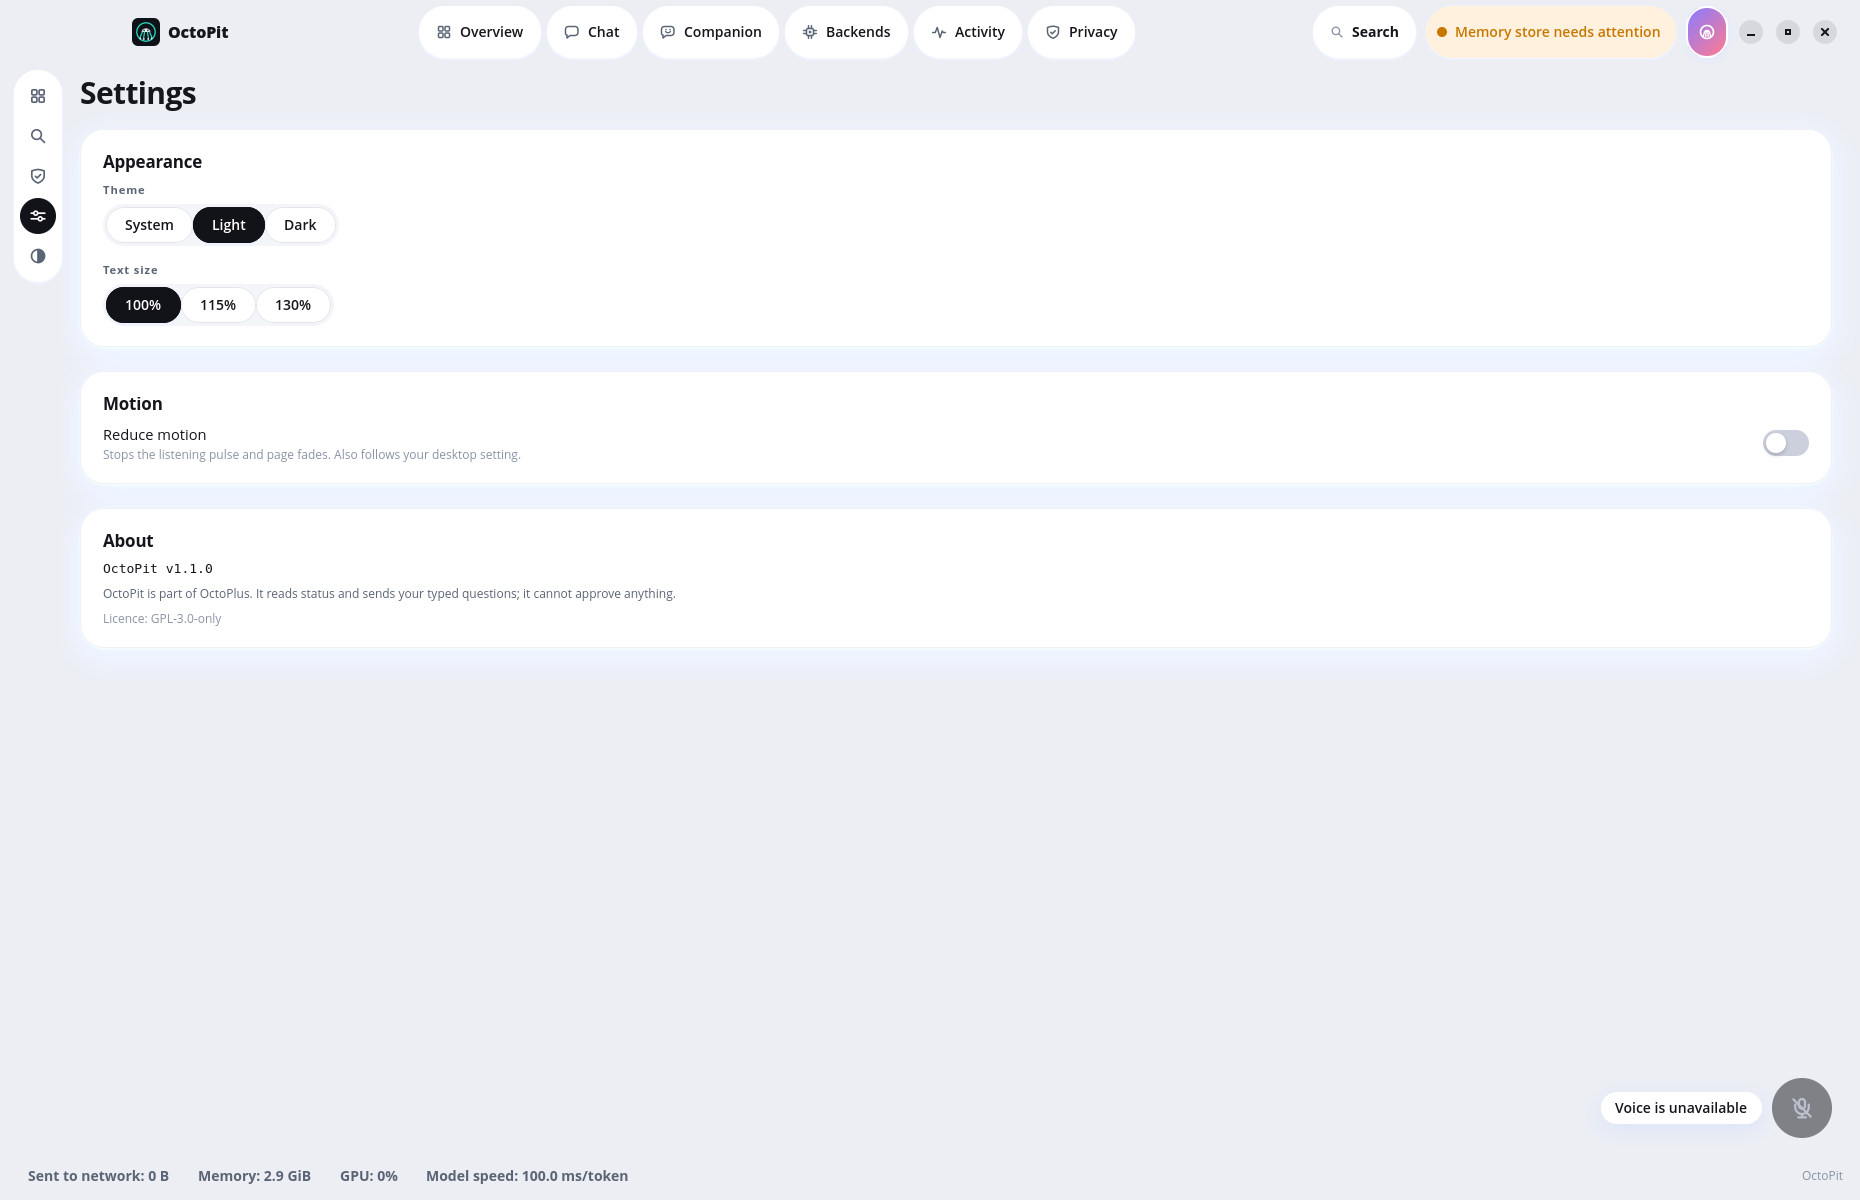 OctoPit
Overview
Chat
Companion
Backends
Activity
Privacy
Search
Memory store needs attention
Settings
Appearance
Theme
System
Light
Dark
Text size
100%
115%
130%
Motion
Reduce motion
Stops the listening pulse and page fades. Also follows your desktop setting.
About
OctoPit v1.1.0
OctoPit is part of OctoPlus. It reads status and sends your typed questions; it cannot approve anything.
Licence: GPL-3.0-only
Voice is unavailable
Sent to network: 0 B
Memory: 2.9 GiB
GPU: 0%
Model speed: 100.0 ms/token
OctoPit